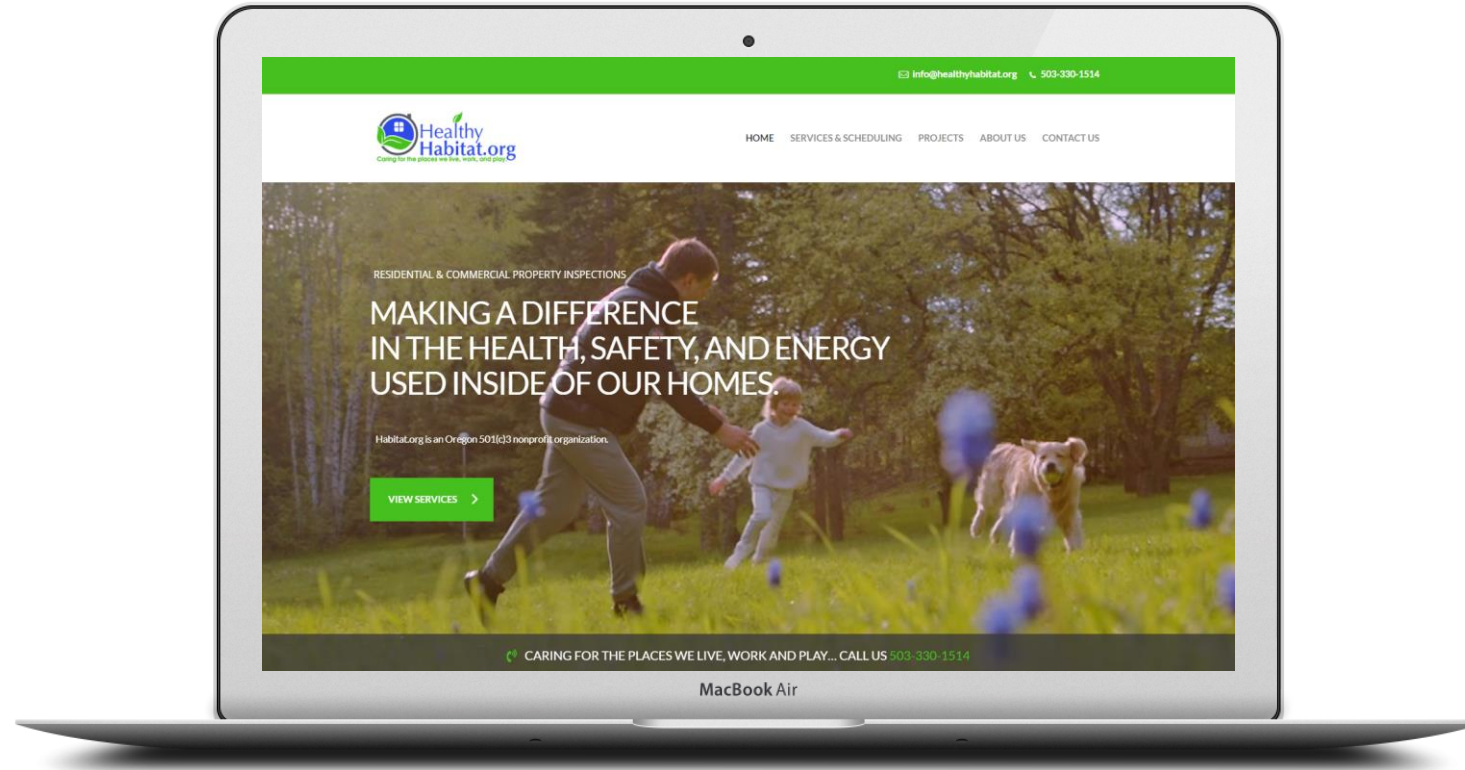 info@healthyhabitat.org 503-330-1514
Healthy
Habitat.org
Caring for the places we live, work, and play.
HOME SERVICES & SCHEDULING PROJECTS ABOUT US CONTACT US
RESIDENTIAL & COMMERCIAL PROPERTY INSPECTIONS
MAKING A DIFFERENCE
IN THE HEALTH, SAFETY, AND ENERGY
USED INSIDE OF OUR HOMES.
Habitat.org is an Oregon 501(c)3 nonprofit organization.
VIEW SERVICES
CARING FOR THE PLACES WE LIVE, WORK AND PLAY... CALL US 503-330-1514
MacBook Air